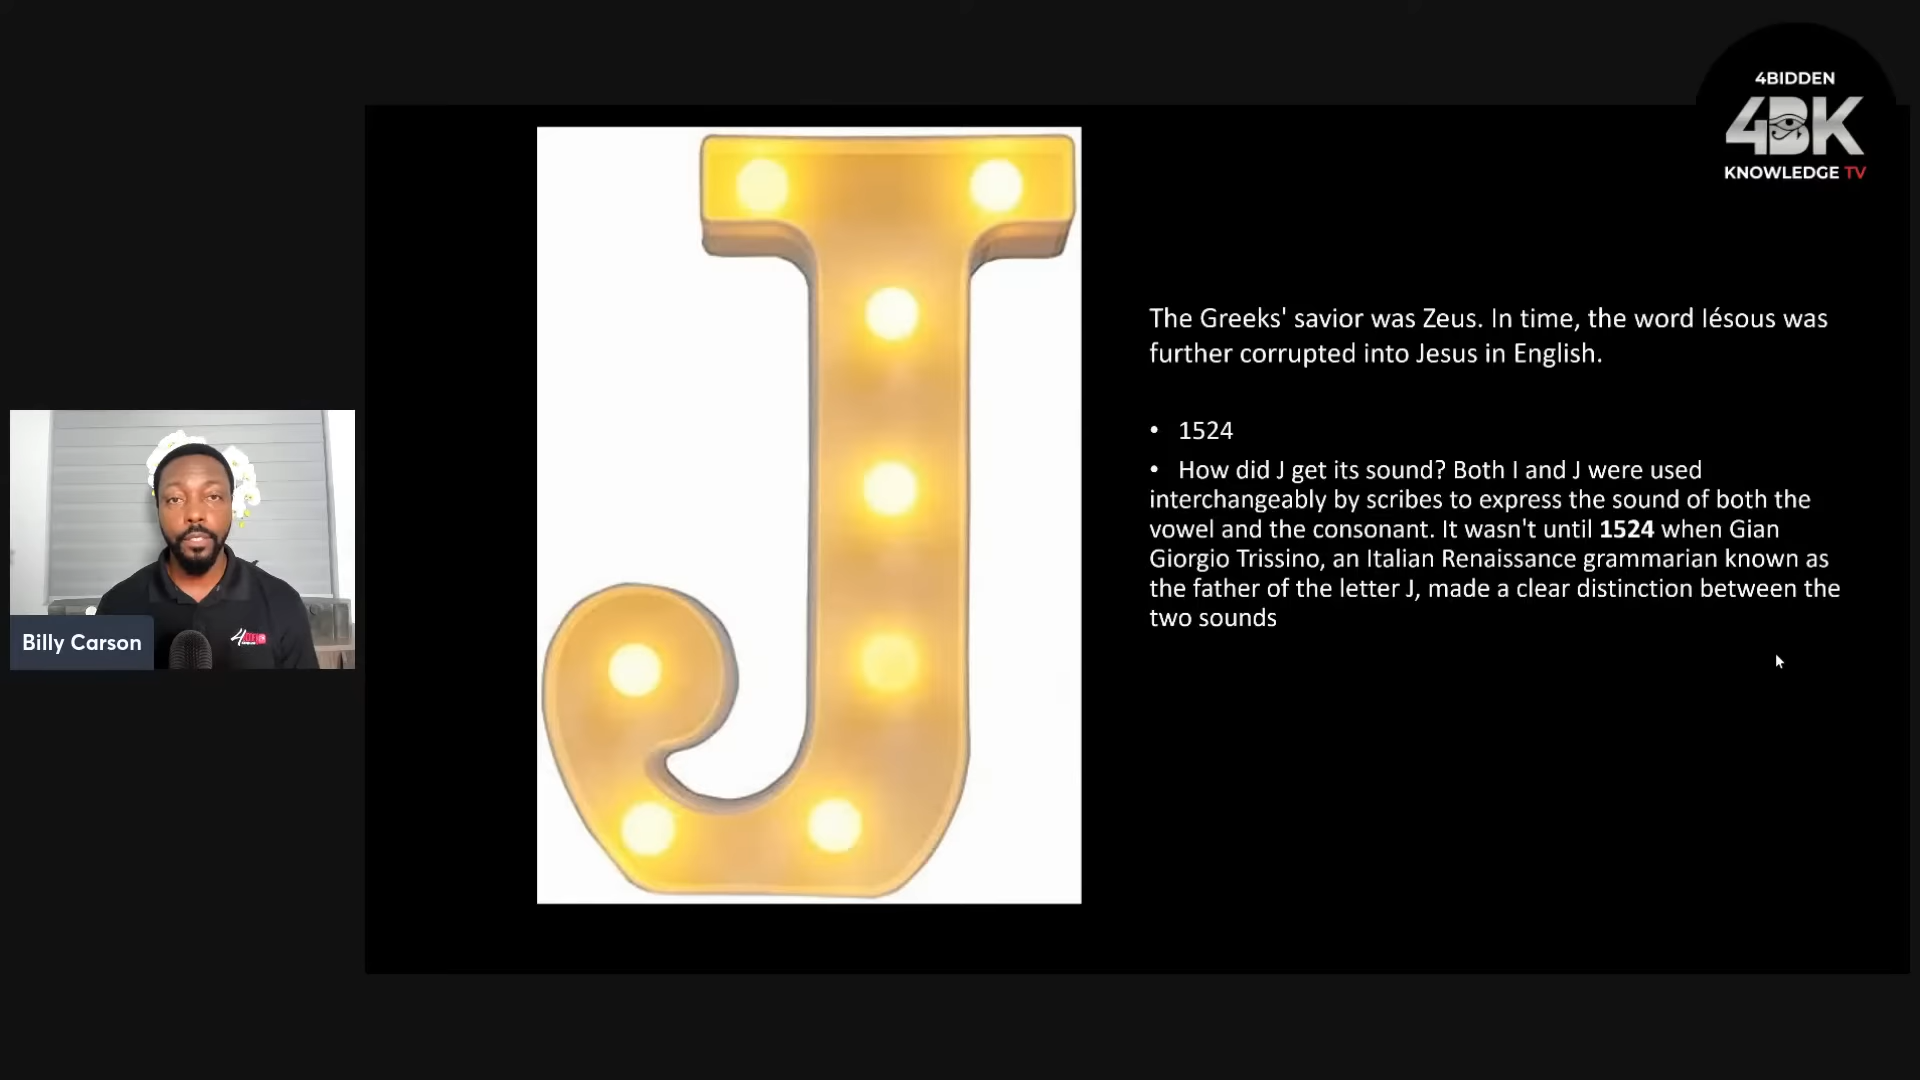 4BIDDEN
4BK
KNOWLEDGE TV
J
The Greeks' savior was Zeus. In time, the word Iésous was
further corrupted into Jesus in English.
• 1524
• How did J get its sound? Both I and J were used
interchangeably by scribes to express the sound of both the
vowel and the consonant. It wasn't until 1524 when Gian
Giorgio Trissino, an Italian Renaissance grammarian known as
the father of the letter J, made a clear distinction between the
two sounds
Billy Carson